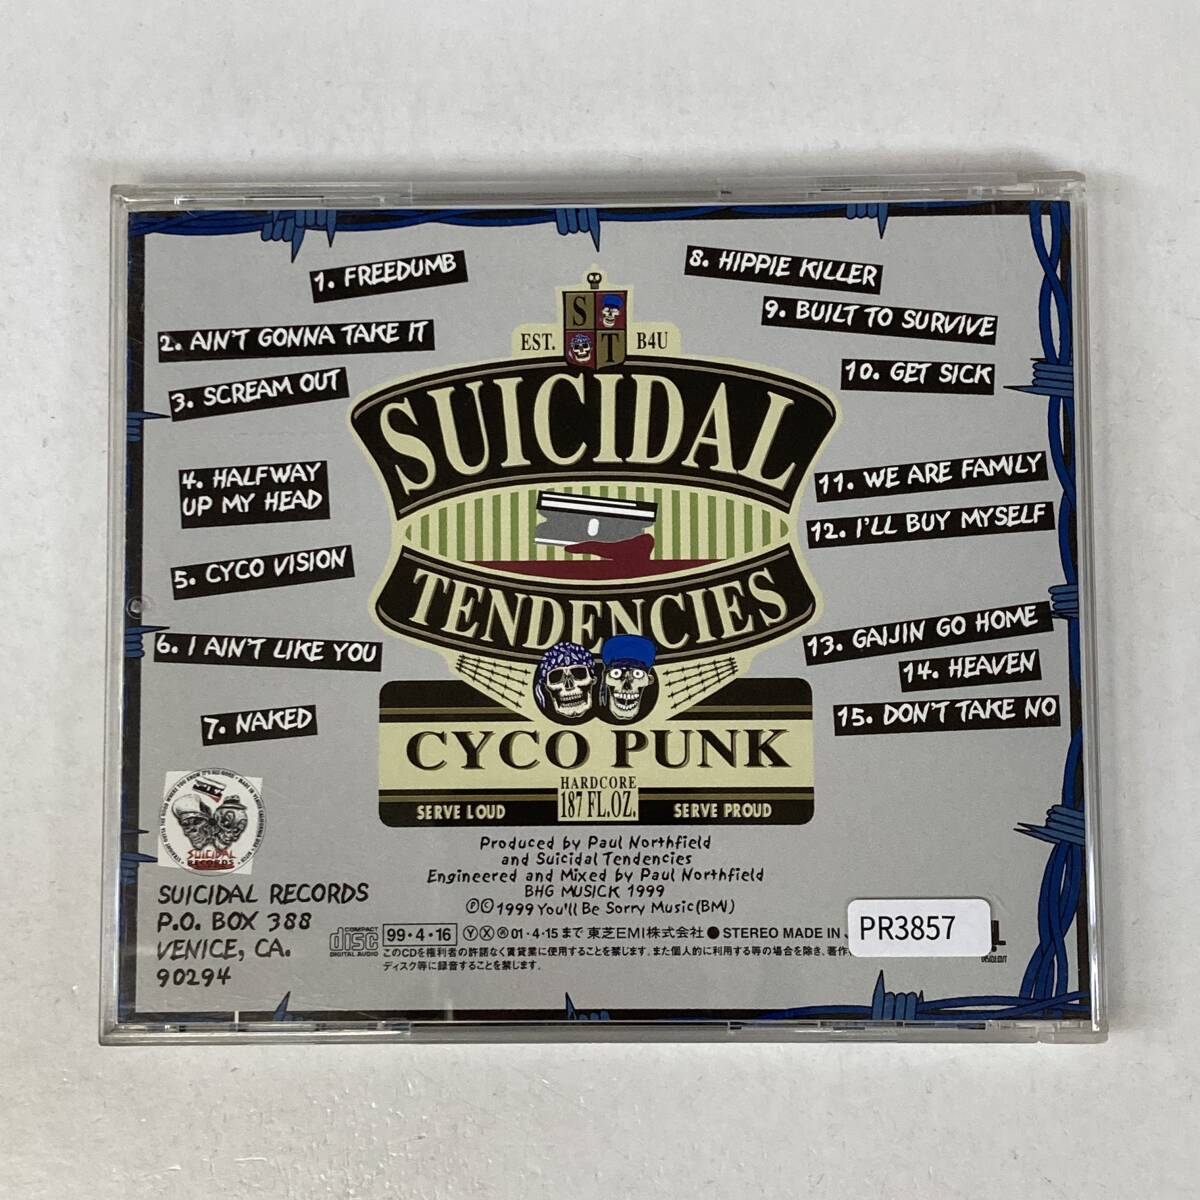 1. FREEDUMB
2. AIN'T GONNA TAKE IT
3. SCREAM OUT
4. HALFWAY
UP MY HEAD
5. CYCO VISION
6. I AIN'T LIKE YOU
7. NAKED
8. HIPPIE KILLER
9. BUILT TO SURVIVE
10. GET SICK
11. WE ARE FAMILY
12. I'LL BUY MYSELF
13. GAIJIN GO HOME
14. HEAVEN
15. DON'T TAKE NO
S
T
EST. B4U
SUICIDAL
TENDENCIES
CYCO PUNK
HARDCORE
187 FL.OZ.
SERVE LOUD
SERVE PROUD
Produced by Paul Northfield
and Suicidal Tendencies
Engineered and Mixed by Paul Northfield
BHG MUSICK 1999
℗©1999 You'll Be Sorry Music(BMI)
SUICIDAL
RECORDS
SUICIDAL RECORDS
P.O. BOX 388
VENICE, CA.
90294
COMPACT
disc
DIGITAL AUDIO
99・4・16 Ⓨ Ⓧ Ⓡ 01・4・15まで 東芝EMI株式会社 ● STEREO MADE IN
このCDを権利者の許諾なく賃貸業に使用することを禁じます。また個人的に利用する等の場合を除き、著作
ディスク等に録音することを禁じます。
PR3857